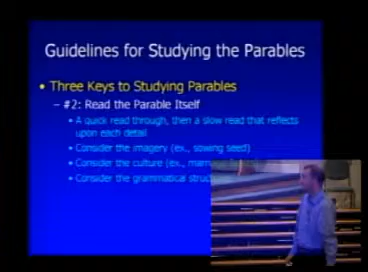 Guidelines for Studying the Parables
• Three Keys to Studying Parables
– #2: Read the Parable Itself
• A quick read through, then a slow read that reflects
upon each detail
• Consider the imagery (ex., sowing seed)
• Consider the culture (ex.,
• Consider the grammatical